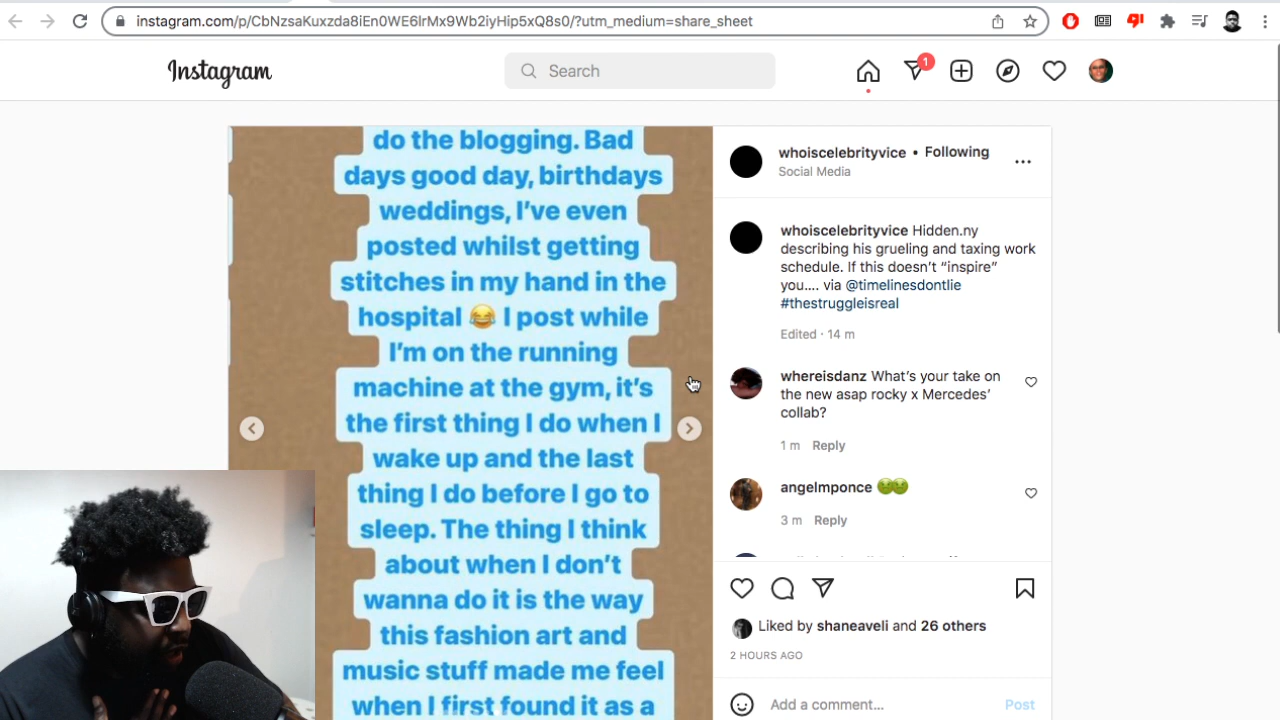 instagram.com/p/CbNzsaKuxzda8iEn0WE6IrMx9Wb2iyHip5xQ8s0/?utm_medium=share_sheet
Instagram
Search
1
do the blogging. Bad
days good day, birthdays
weddings, I've even
posted whilst getting
stitches in my hand in the
hospital 😂 I post while
I'm on the running
machine at the gym, it's
the first thing I do when I
wake up and the last
thing I do before I go to
sleep. The thing I think
about when I don't
wanna do it is the way
this fashion art and
music stuff made me feel
when I first found it as a
whoiscelebrityvice • Following
Social Media
whoiscelebrityvice Hidden.ny
describing his grueling and taxing work
schedule. If this doesn't "inspire"
you.... via @timelinesdontlie
#thestruggleisreal
Edited · 14 m
whereisdanz What's your take on
the new asap rocky x Mercedes'
collab?
1 m Reply
angelmponce 🤢🤢
3 m Reply
Liked by shaneaveli and 26 others
2 HOURS AGO
Add a comment...
Post